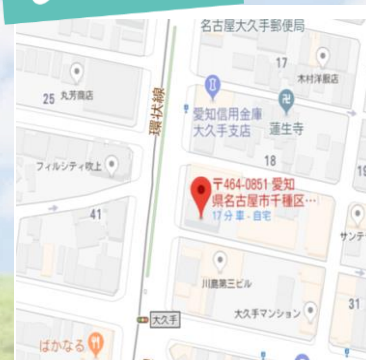 名古屋大久手郵便局
17
木村洋服店
25
丸芳商店
環状線
愛知信用金庫
大久手支店
蓮生寺
フィルシティ吹上
18
19
〒464-0851 愛知
県名古屋市千種区…
17 分 車 - 自宅
41
サンテ
川島第三ビル
31
大久手マンション
大久手
ばかなる